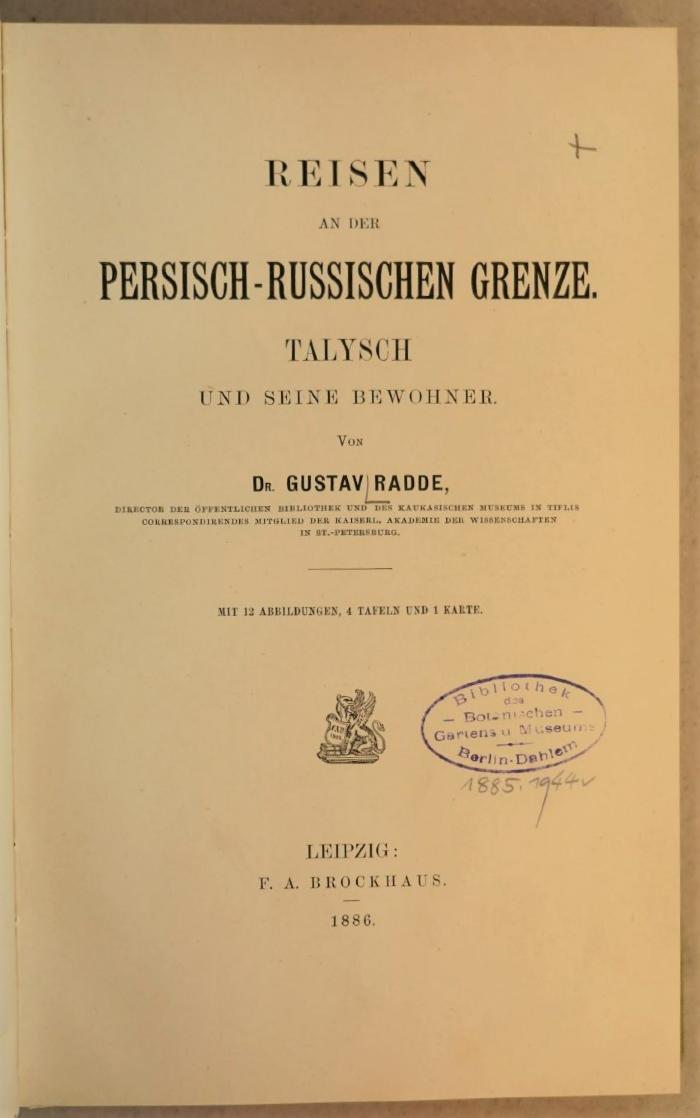 REISEN
AN DER
PERSISCH-RUSSISCHEN GRENZE.
TALYSCH
UND SEINE BEWOHNER.
VON
DR. GUSTAV RADDE,
DIRECTOR DER ÖFFENTLICHEN BIBLIOTHEK UND DES KAUKASISCHEN MUSEUMS IN TIFLIS
CORRESPONDIRENDES MITGLIED DER KAISERL. AKADEMIE DER WISSENSCHAFTEN
IN ST.-PETERSBURG.
MIT 12 ABBILDUNGEN, 4 TAFELN UND 1 KARTE.
Bibliothek
des
— Botanischen —
Gartens u Museums
Berlin-Dahlem
1885. 1944
LEIPZIG:
F. A. BROCKHAUS.
1886.